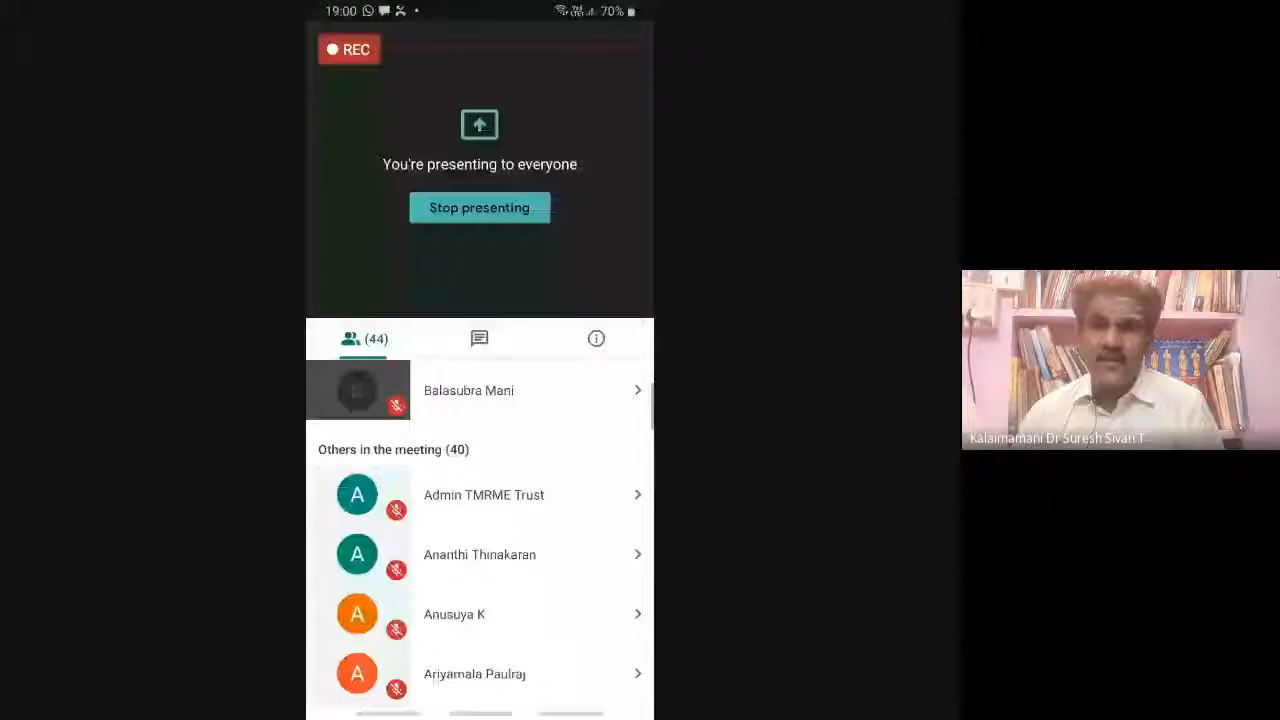 19:00
70%
REC
You're presenting to everyone
Stop presenting
(44)
Balasubra Mani
Others in the meeting (40)
A
Admin TMRME Trust
A
Ananthi Thinakaran
A
Anusuya K
A
Ariyamala Paulraj
Kalaimamani Dr Suresh Sivan T